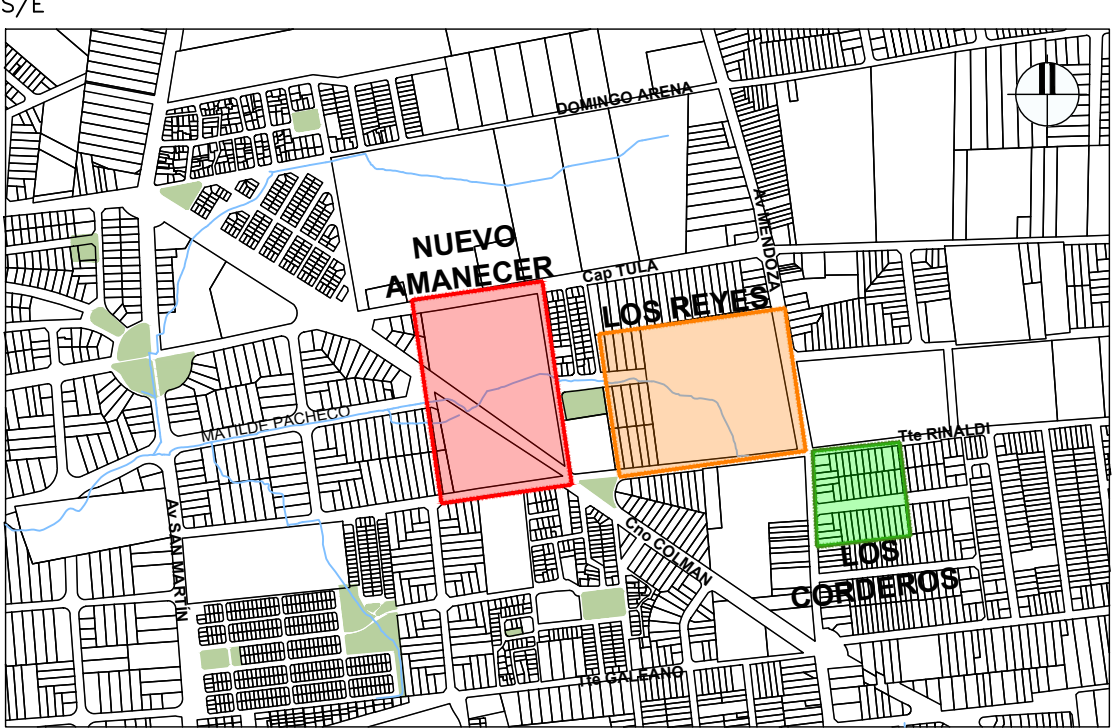 S/E
DOMINGO ARENA
Av MENDOZA
NUEVO
AMANECER
Cap TULA
LOS REYES
MATILDE PACHECO
Tte RINALDI
Av SAN MARTIN
Cno COLMAN
LOS
CORDEROS
Tte GALEANO